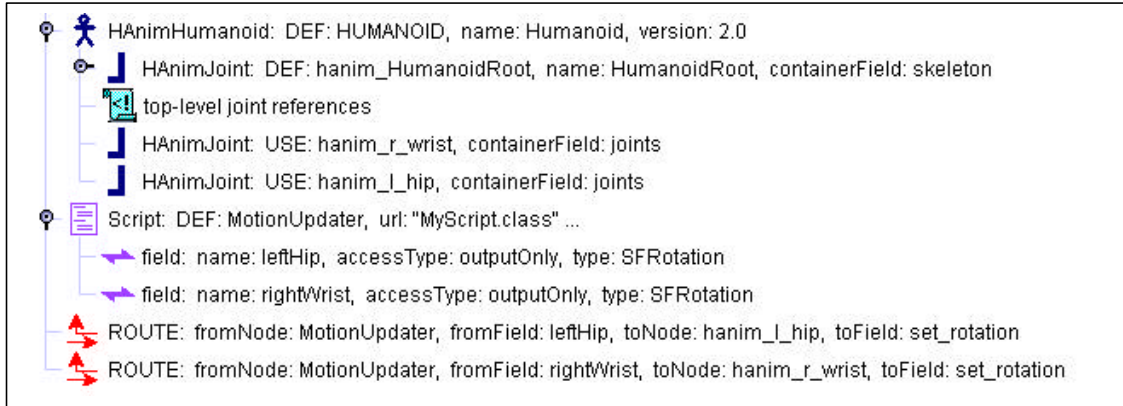 HAnimHumanoid: DEF: HUMANOID, name: Humanoid, version: 2.0
HAnimJoint: DEF: hanim_HumanoidRoot, name: HumanoidRoot, containerField: skeleton
<! top-level joint references
HAnimJoint: USE: hanim_r_wrist, containerField: joints
HAnimJoint: USE: hanim_l_hip, containerField: joints
Script: DEF: MotionUpdater, url: "MyScript.class" ...
field: name: leftHip, accessType: outputOnly, type: SFRotation
field: name: rightWrist, accessType: outputOnly, type: SFRotation
ROUTE: fromNode: MotionUpdater, fromField: leftHip, toNode: hanim_l_hip, toField: set_rotation
ROUTE: fromNode: MotionUpdater, fromField: rightWrist, toNode: hanim_r_wrist, toField: set_rotation